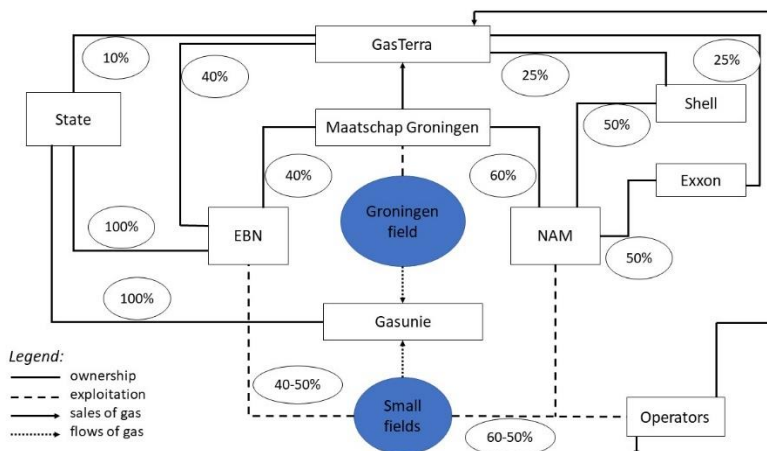 GasTerra
10%
40%
25%
25%
State
Shell
Maatschap Groningen
50%
40%
60%
Exxon
Groningen
field
EBN
NAM
100%
50%
100%
Gasunie
Legend:
ownership
exploitation
sales of gas
flows of gas
40-50%
Small
fields
Operators
60-50%